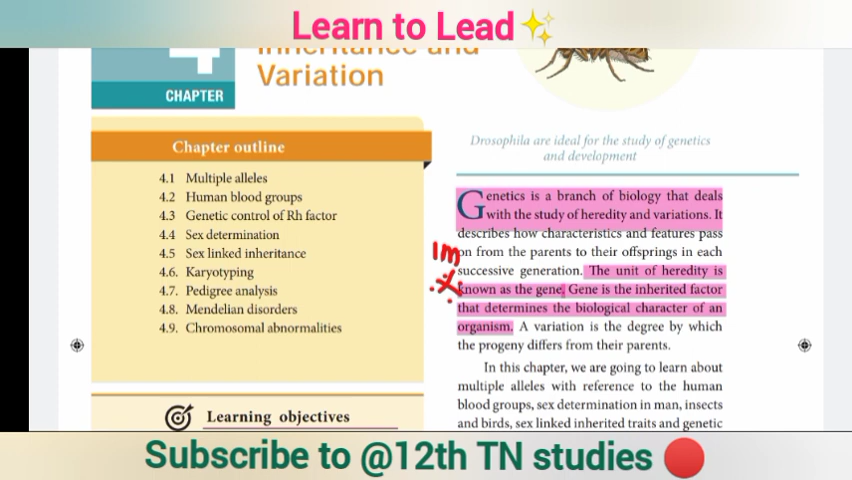 Learn to Lead✨
4
Inheritance and
Variation
CHAPTER
Chapter outline
4.1 Multiple alleles
4.2 Human blood groups
4.3 Genetic control of Rh factor
4.4 Sex determination
4.5 Sex linked inheritance
4.6. Karyotyping
4.7. Pedigree analysis
4.8. Mendelian disorders
4.9. Chromosomal abnormalities
Learning objectives
Drosophila are ideal for the study of genetics
and development
Genetics is a branch of biology that deals
with the study of heredity and variations. It
describes how characteristics and features pass
on from the parents to their offsprings in each
successive generation. The unit of heredity is
known as the gene. Gene is the inherited factor
that determines the biological character of an
organism. A variation is the degree by which
the progeny differs from their parents.
Im
In this chapter, we are going to learn about
multiple alleles with reference to the human
blood groups, sex determination in man, insects
and birds, sex linked inherited traits and genetic
Subscribe to @12th TN studies 🔴